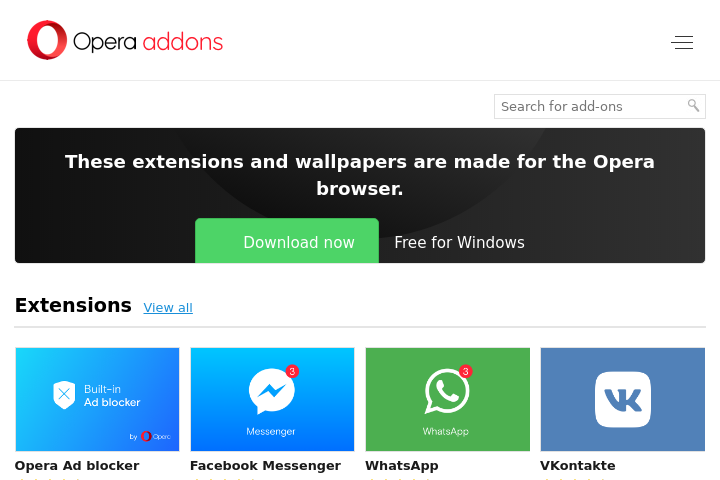 Opera addons
Search for add-ons
These extensions and wallpapers are made for the Opera
browser.
Download now Free for Windows
Extensions View all
Built-in
Ad blocker
by Opera
3
Messenger
3
WhatsApp
Opera Ad blocker
Facebook Messenger
WhatsApp
VKontakte